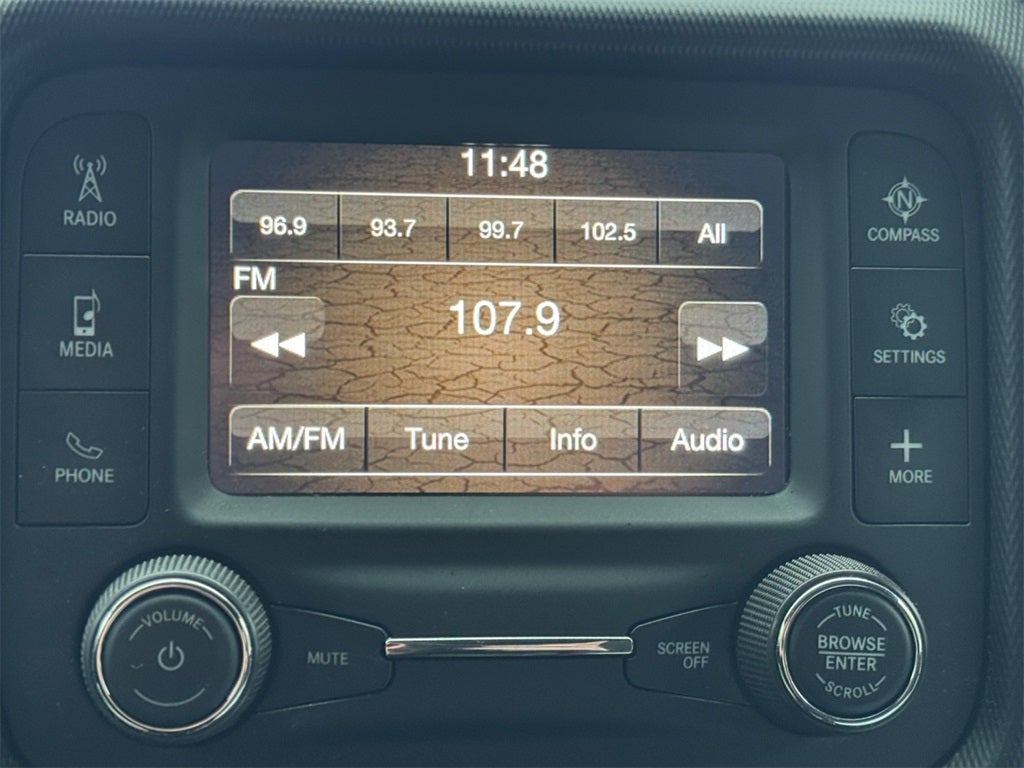 11:48
96.9 93.7 99.7 102.5 All
FM
107.9
AM/FM Tune Info Audio
RADIO
MEDIA
PHONE
N
COMPASS
SETTINGS
MORE
VOLUME
MUTE
SCREEN
OFF
TUNE
BROWSE
ENTER
SCROLL